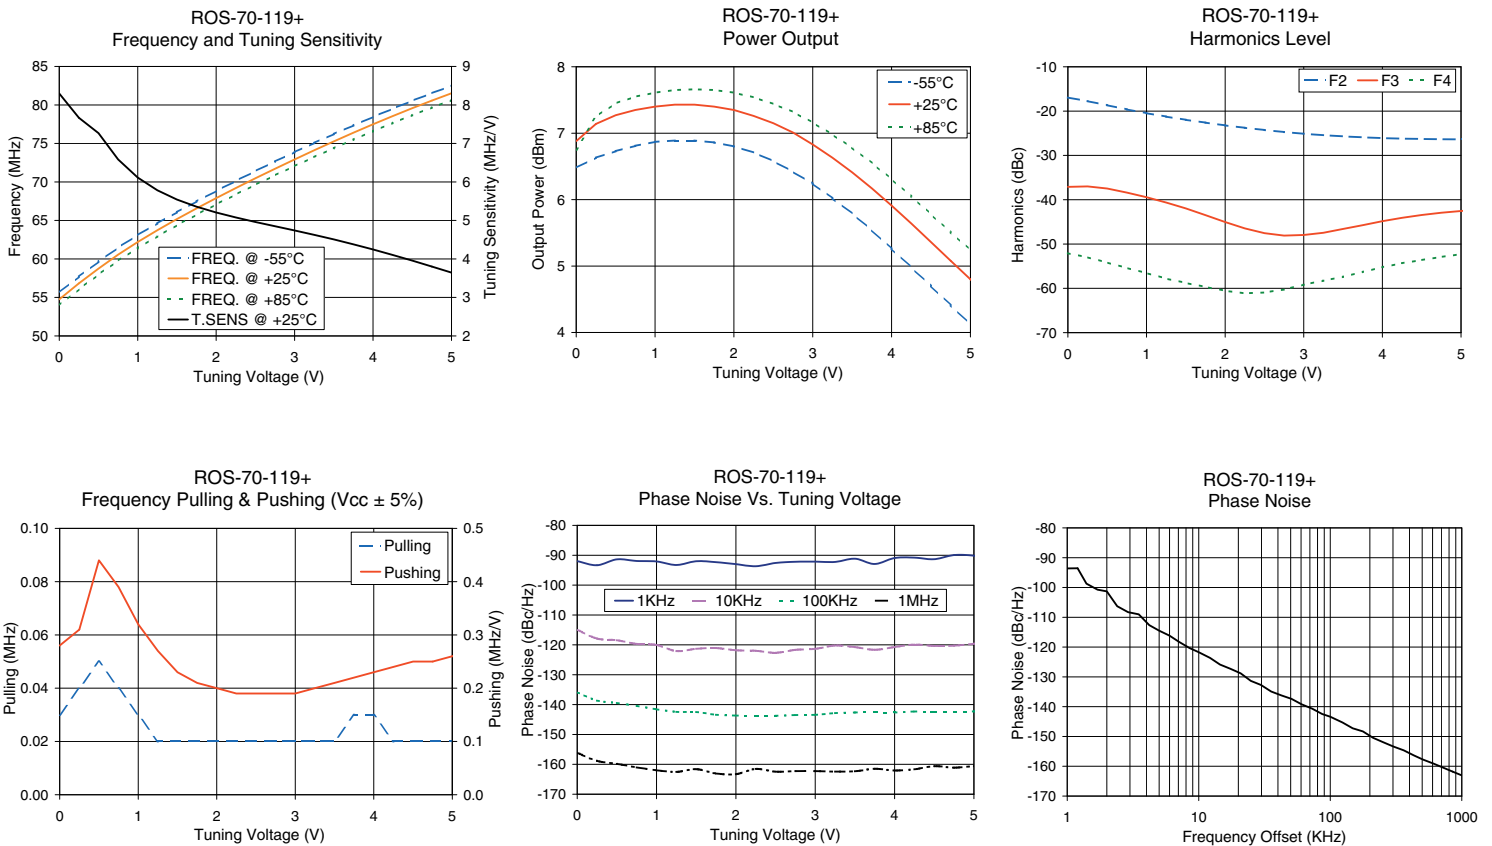 ROS-70-119+
Frequency and Tuning Sensitivity
85
80
75
70
65
60
55
50
9
8
7
6
5
4
3
2
Frequency (MHz)
Tuning Sensitivity (MHz/V)
FREQ. @ -55°C
FREQ. @ +25°C
FREQ. @ +85°C
T.SENS @ +25°C
0 1 2 3 4 5
Tuning Voltage (V)
ROS-70-119+
Power Output
8
7
6
5
4
Output Power (dBm)
-55°C
+25°C
+85°C
0 1 2 3 4 5
Tuning Voltage (V)
ROS-70-119+
Harmonics Level
-10
-20
-30
-40
-50
-60
-70
Harmonics (dBc)
F2 F3 F4
0 1 2 3 4 5
Tuning Voltage (V)
ROS-70-119+
Frequency Pulling & Pushing (Vcc ± 5%)
0.10
0.08
0.06
0.04
0.02
0.00
0.5
0.4
0.3
0.2
0.1
0.0
Pulling (MHz)
Pushing (MHz/V)
Pulling
Pushing
0 1 2 3 4 5
Tuning Voltage (V)
ROS-70-119+
Phase Noise Vs. Tuning Voltage
-80
-90
-100
-110
-120
-130
-140
-150
-160
-170
Phase Noise (dBc/Hz)
1KHz 10KHz 100KHz 1MHz
0 1 2 3 4 5
Tuning Voltage (V)
ROS-70-119+
Phase Noise
-80
-90
-100
-110
-120
-130
-140
-150
-160
-170
Phase Noise (dBc/Hz)
1 10 100 1000
Frequency Offset (KHz)